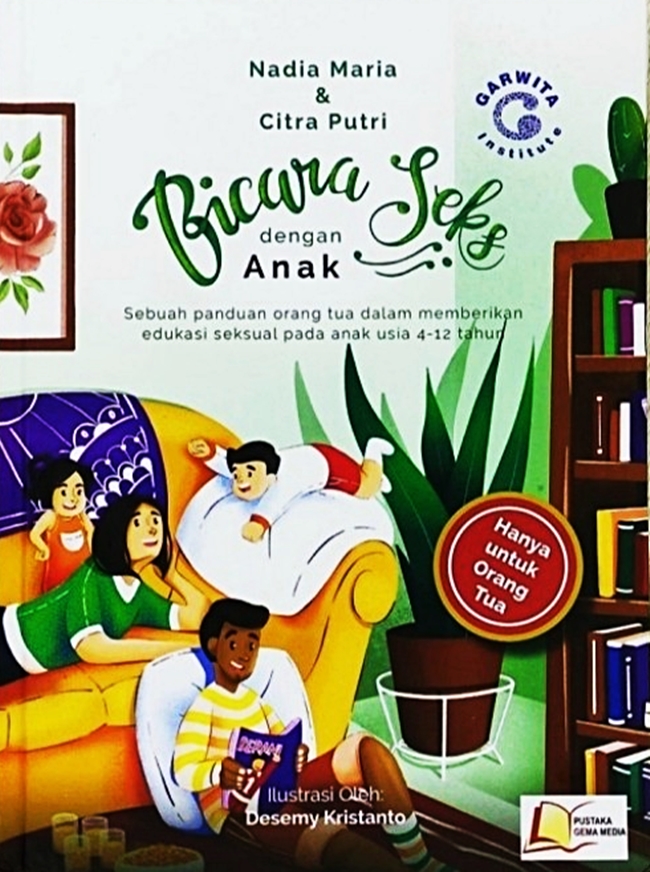 Nadia Maria
&
Citra Putri
GARWITA
Institute
Bicara Seks
dengan
Anak
Sebuah panduan orang tua dalam memberikan
edukasi seksual pada anak usia 4-12 tahun
Hanya
untuk
Orang
Tua
Ilustrasi Oleh:
Desemy Kristanto
PUSTAKA
GEMA MEDIA